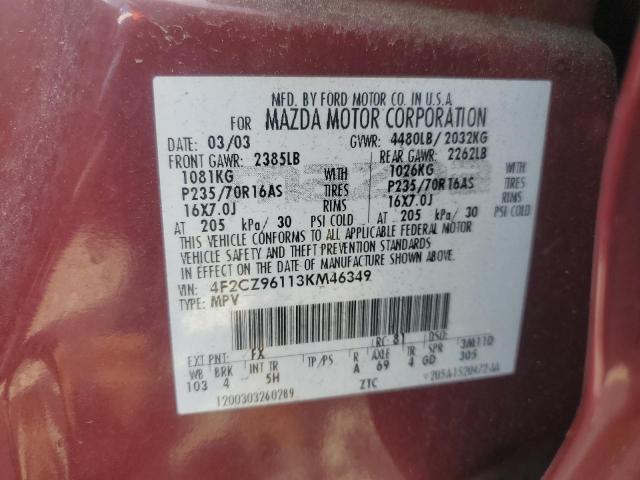 MFD. BY FORD MOTOR CO. IN U.S.A.
FOR MAZDA MOTOR CORPORATION
DATE: 03/03 GVWR: 4480LB/ 2032KG
FRONT GAWR: 2385LB REAR GAWR: 2262LB
1081KG WITH 1026KG WITH
P235/70R16AS TIRES P235/70R16AS TIRES
16X7.0J RIMS 16X7.0J RIMS
AT 205 kPa/ 30 PSI COLD AT 205 kPa/ 30 PSI COLD
THIS VEHICLE CONFORMS TO ALL APPLICABLE FEDERAL MOTOR
VEHICLE SAFETY AND THEFT PREVENTION STANDARDS
IN EFFECT ON THE DATE OF MANUFACTURE SHOWN ABOVE.
VIN: 4F2CZ96113KM46349
TYPE: MPV
EXT PNT: FX RC: 81 DSO:
WB BRK INT TR TP/PS R AXLE TR SPR 3M11D
103 4 5H A 69 4 GD 305
1200303260289 ZTC